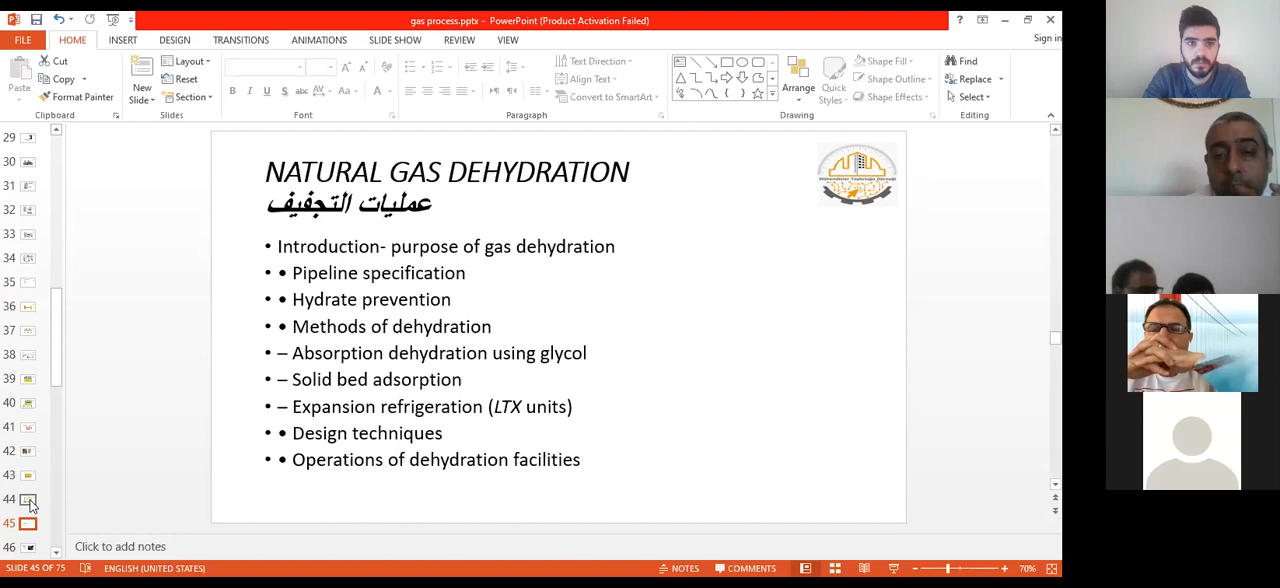 gas process.pptx - PowerPoint (Product Activation Failed)
FILE HOME INSERT DESIGN TRANSITIONS ANIMATIONS SLIDE SHOW REVIEW VIEW Sign in
Paste
Cut
Copy
Format Painter
Clipboard
New Slide
Layout
Reset
Section
Slides
Font
Text Direction
Align Text
Convert to SmartArt
Paragraph
Arrange
Quick Styles
Shape Fill
Shape Outline
Shape Effects
Drawing
Find
Replace
Select
Editing
29
30
31
32
33
34
35
36
37
38
39
40
41
42
43
44
45
46
NATURAL GAS DEHYDRATION
عمليات التجفيف
• Introduction- purpose of gas dehydration
• • Pipeline specification
• • Hydrate prevention
• • Methods of dehydration
• – Absorption dehydration using glycol
• – Solid bed adsorption
• – Expansion refrigeration (LTX units)
• • Design techniques
• • Operations of dehydration facilities
Click to add notes
SLIDE 45 OF 75 ENGLISH (UNITED STATES) NOTES COMMENTS 70%